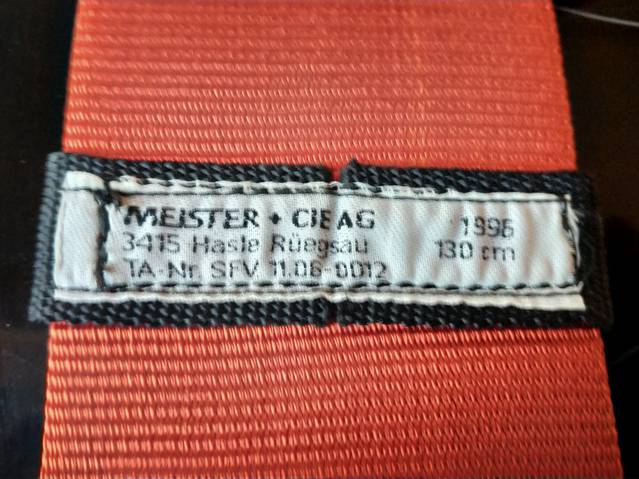 MEISTER + CIE AG 1996
3415 Hasle Rüegsau 130 cm
TA-Nr. SFV 11.06-0012